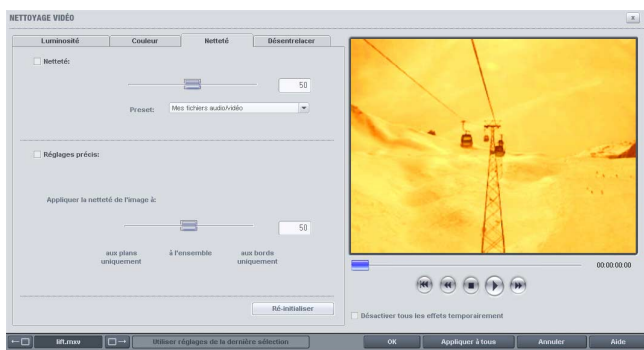 NETTOYAGE VIDÉO
x
Luminosité
Couleur
Netteté
Désentrelacer
Netteté:
50
Preset:
Mes fichiers audio/vidéo
Réglages précis:
Appliquer la netteté de l'image à:
50
aux plans uniquement
à l'ensemble
aux bords uniquement
Ré-initialiser
00:00:00:00
Désactiver tous les effets temporairement
lift.mxv
Utiliser réglages de la dernière sélection
OK
Appliquer à tous
Annuler
Aide